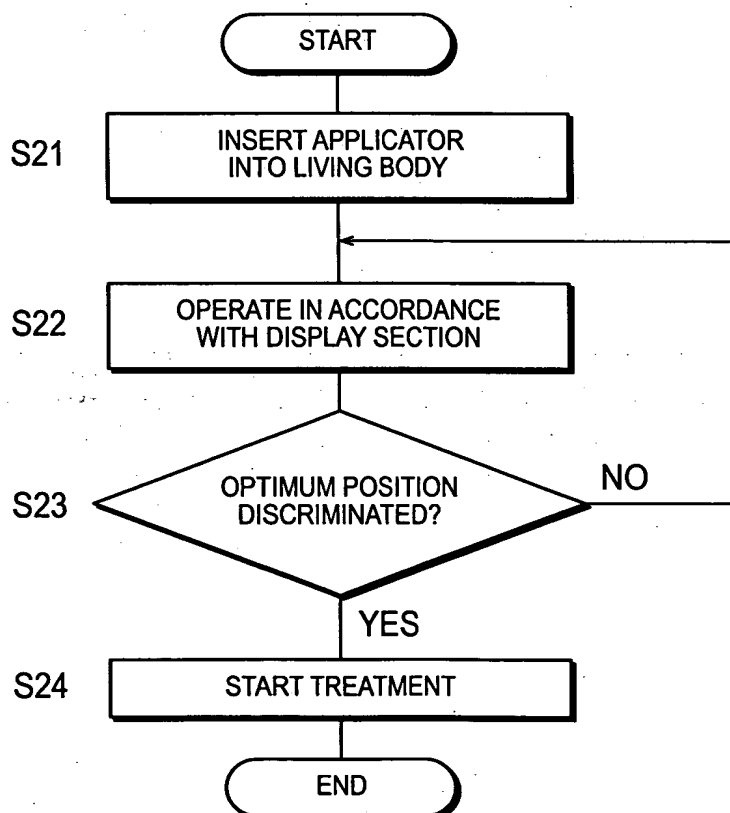 START
S21
INSERT APPLICATOR
INTO LIVING BODY
S22
OPERATE IN ACCORDANCE
WITH DISPLAY SECTION
S23
OPTIMUM POSITION
DISCRIMINATED?
NO
YES
S24
START TREATMENT
END